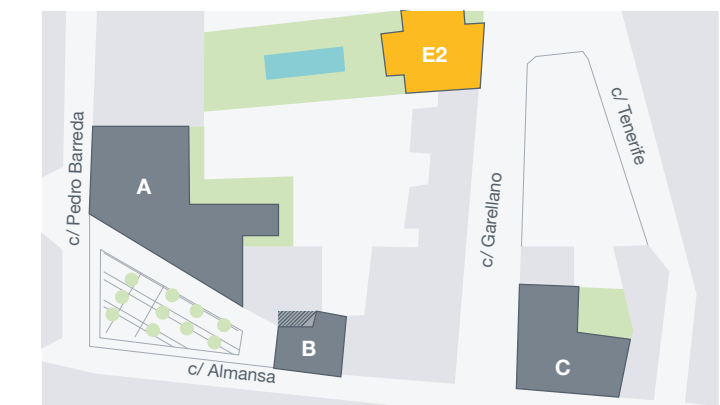 E2
c/ Tenerife
c/ Pedro Barreda
A
c/ Garellano
B
C
c/ Almansa